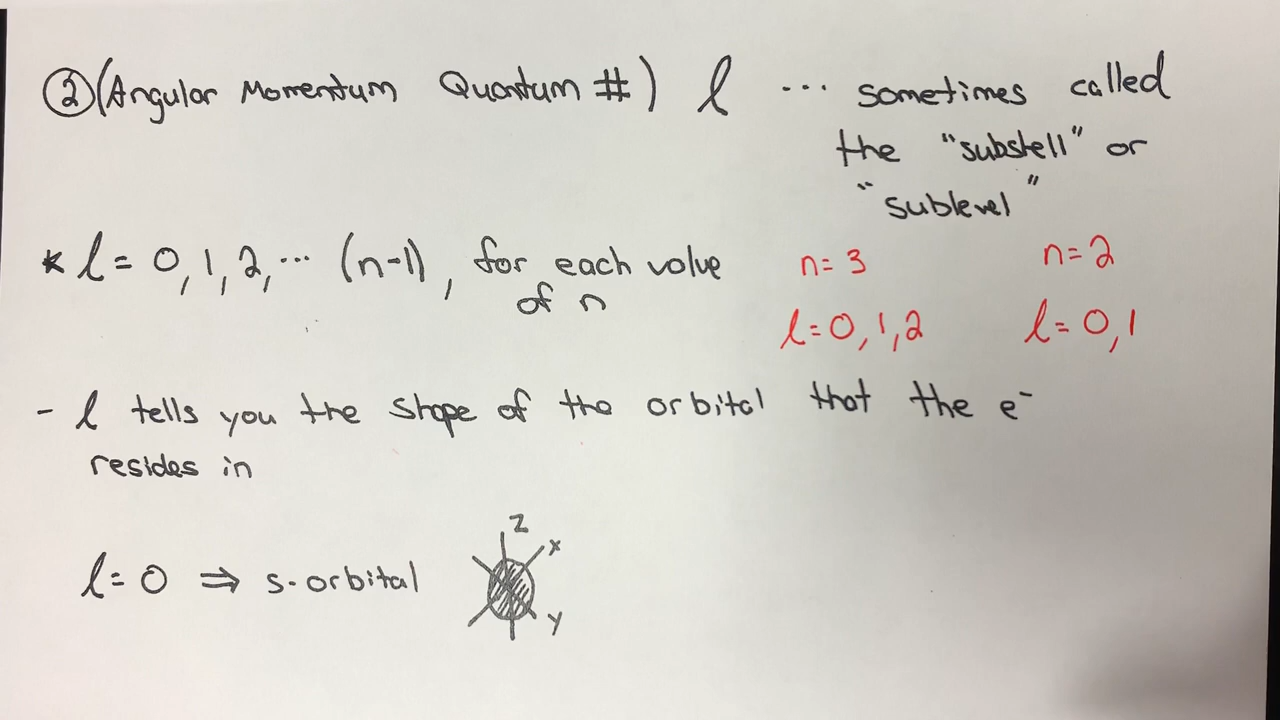 ② (Angular Momentum Quantum #) l ... sometimes called
the "subshell" or
"sublevel"
* l = 0, 1, 2, ... (n-1), for each value
of n
n= 3
l= 0, 1, 2
n= 2
l= 0, 1
- l tells you the shape of the orbital that the e⁻
resides in
l= 0 ⇒ s-orbital
Z
X
Y